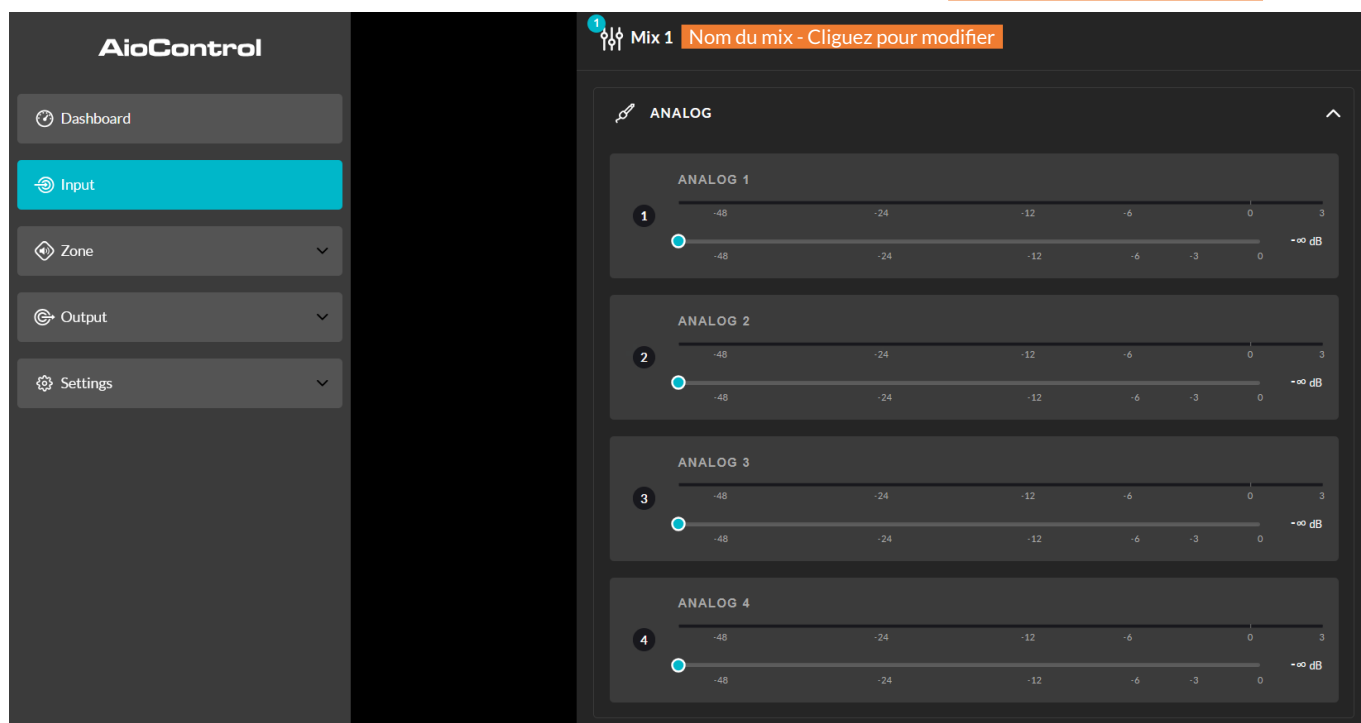 AioControl
Dashboard
Input
Zone
Output
Settings
1
Mix 1 Nom du mix - Cliguez pour modifier
ANALOG
ANALOG 1
1
-48 -24 -12 -6 0 3
-∞ dB
-48 -24 -12 -6 -3 0
ANALOG 2
2
-48 -24 -12 -6 0 3
-∞ dB
-48 -24 -12 -6 -3 0
ANALOG 3
3
-48 -24 -12 -6 0 3
-∞ dB
-48 -24 -12 -6 -3 0
ANALOG 4
4
-48 -24 -12 -6 0 3
-∞ dB
-48 -24 -12 -6 -3 0